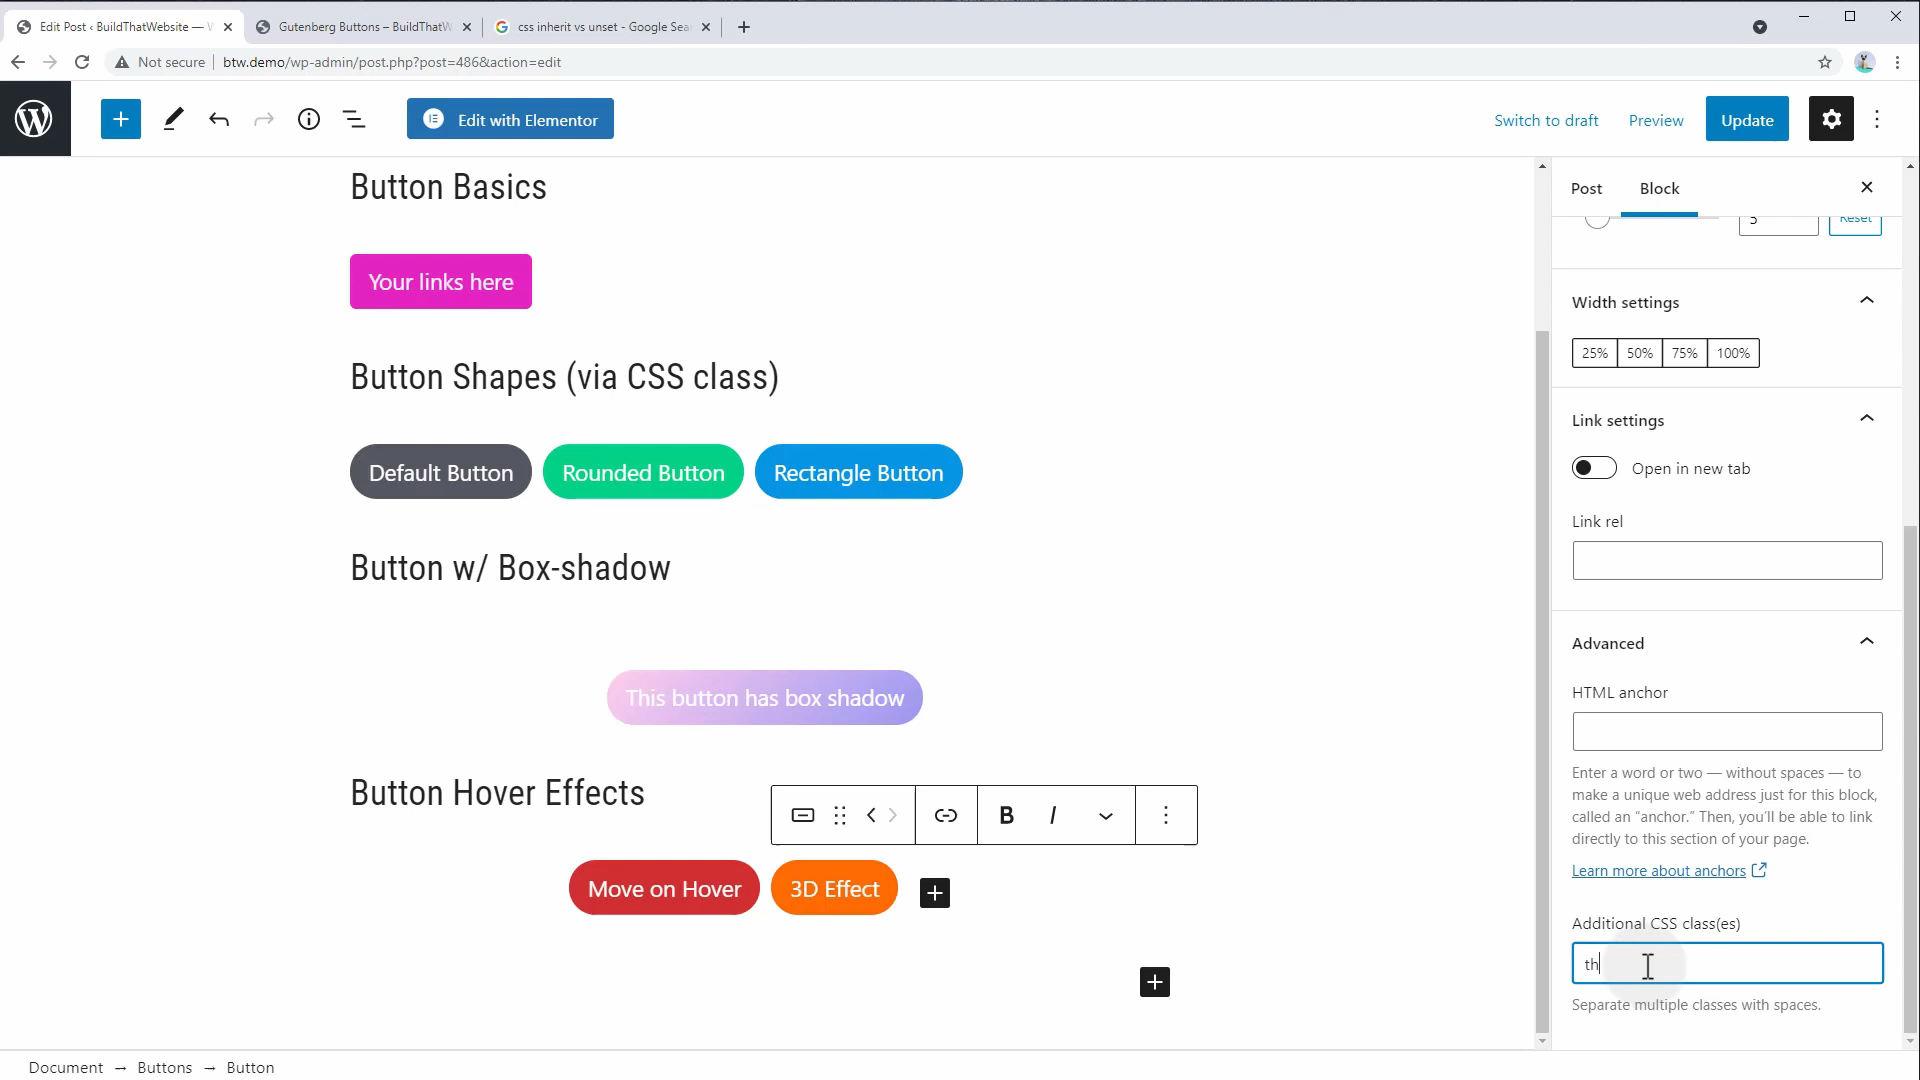 Edit Post ‹ BuildThatWebsite — W
Gutenberg Buttons – BuildThatW
css inherit vs unset - Google Sea
Not secure
btw.demo/wp-admin/post.php?post=486&action=edit
Edit with Elementor
Switch to draft
Preview
Update
Button Basics
Your links here
Button Shapes (via CSS class)
Default Button
Rounded Button
Rectangle Button
Button w/ Box-shadow
This button has box shadow
Button Hover Effects
B I
Move on Hover
3D Effect
Post
Block
5
Reset
Width settings
25% 50% 75% 100%
Link settings
Open in new tab
Link rel
Advanced
HTML anchor
Enter a word or two — without spaces — to
make a unique web address just for this block,
called an “anchor.” Then, you’ll be able to link
directly to this section of your page.
Learn more about anchors
Additional CSS class(es)
th
Separate multiple classes with spaces.
Document → Buttons → Button